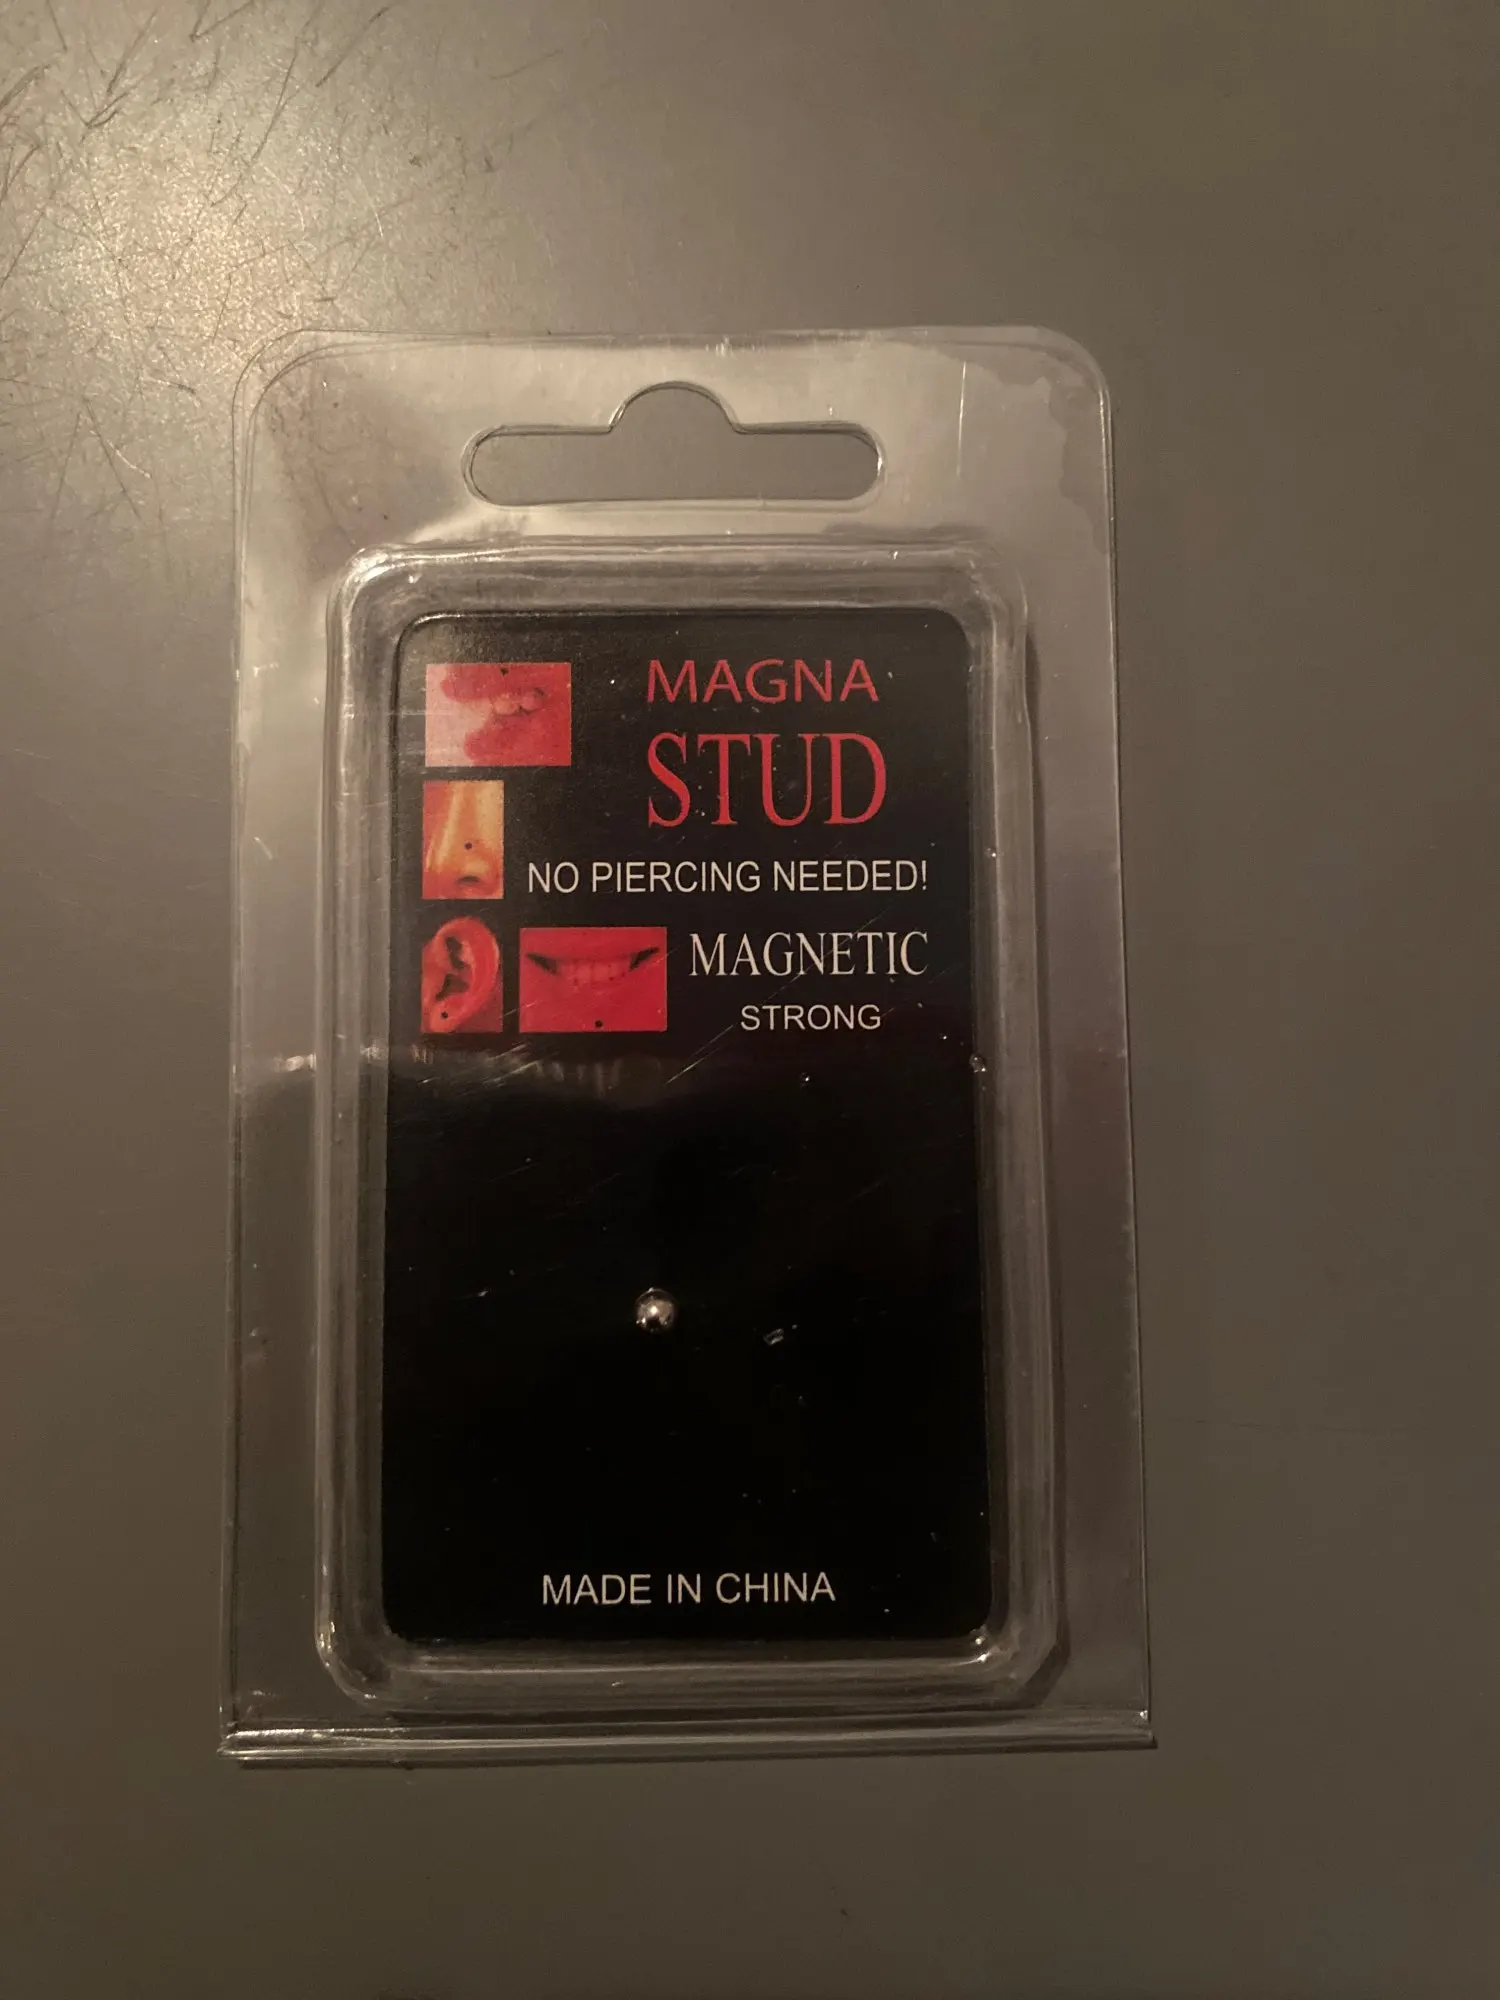 MAGNA
STUD
NO PIERCING NEEDED!
MAGNETIC
STRONG
MADE IN CHINA